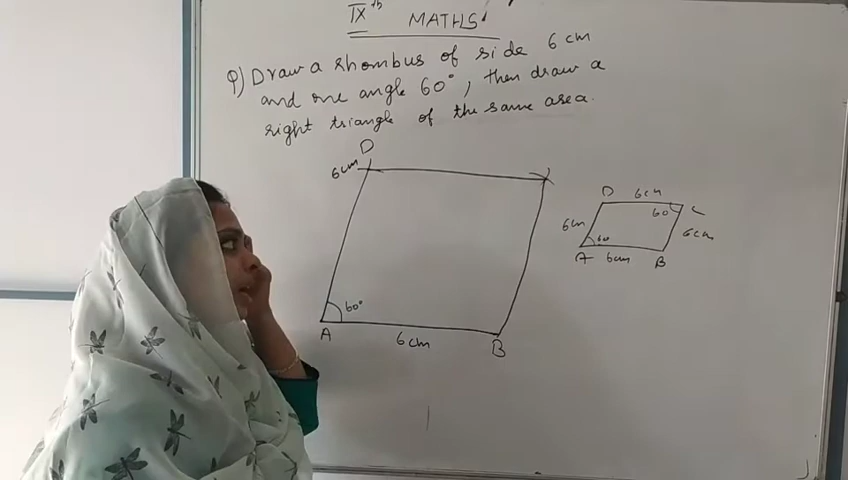 IXth MATHS
Q) Draw a rhombus of side 6 cm
and one angle 60°, then draw a
right triangle of the same area.
D
6cm
60°
A
6cm
B
D 6cm
6cm 60 C
60 6cm
A 6cm B